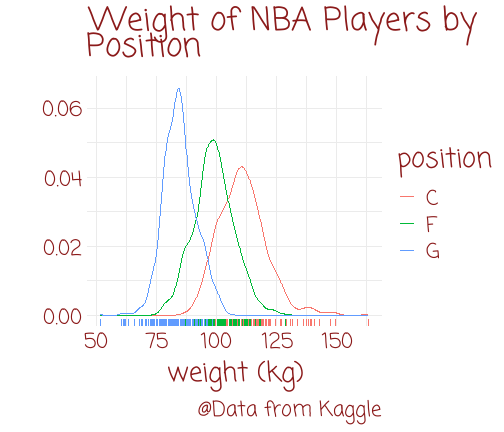 Weight of NBA Players by
Position
0.06
0.04
0.02
0.00
50 75 100 125 150
weight (kg)
position
C
F
G
@Data from Kaggle